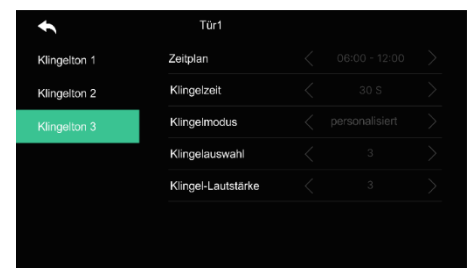 Tür1
Klingelton 1
Klingelton 2
Klingelton 3
Zeitplan 06:00 - 12:00
Klingelzeit 30 S
Klingelmodus personalisiert
Klingelauswahl 3
Klingel-Lautstärke 3